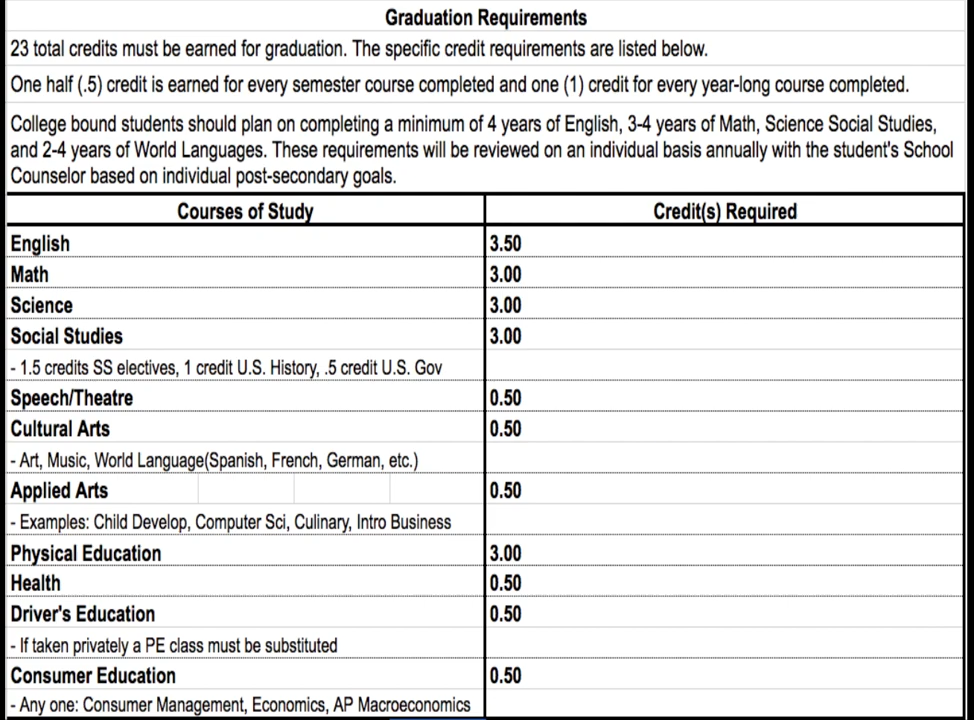 Graduation Requirements
23 total credits must be earned for graduation. The specific credit requirements are listed below.
One half (.5) credit is earned for every semester course completed and one (1) credit for every year-long course completed.
College bound students should plan on completing a minimum of 4 years of English, 3-4 years of Math, Science Social Studies,
and 2-4 years of World Languages. These requirements will be reviewed on an individual basis annually with the student's School
Counselor based on individual post-secondary goals.
Courses of Study Credit(s) Required
English 3.50
Math 3.00
Science 3.00
Social Studies 3.00
- 1.5 credits SS electives, 1 credit U.S. History, .5 credit U.S. Gov
Speech/Theatre 0.50
Cultural Arts 0.50
- Art, Music, World Language(Spanish, French, German, etc.)
Applied Arts 0.50
- Examples: Child Develop, Computer Sci, Culinary, Intro Business
Physical Education 3.00
Health 0.50
Driver's Education 0.50
- If taken privately a PE class must be substituted
Consumer Education 0.50
- Any one: Consumer Management, Economics, AP Macroeconomics